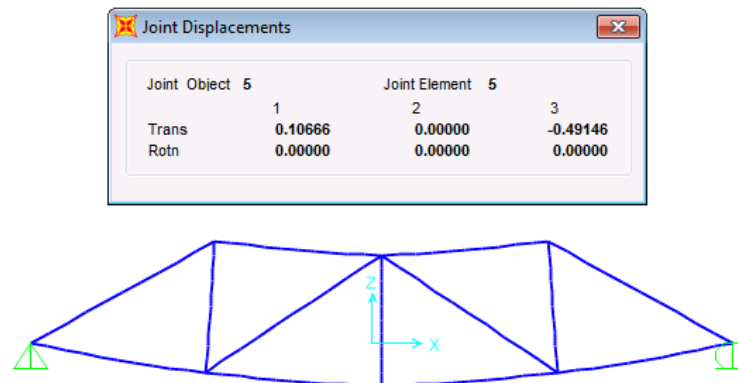 Joint Displacements
Joint Object 5 Joint Element 5
1 2 3
Trans 0.10666 0.00000 -0.49146
Rotn 0.00000 0.00000 0.00000
Z
X